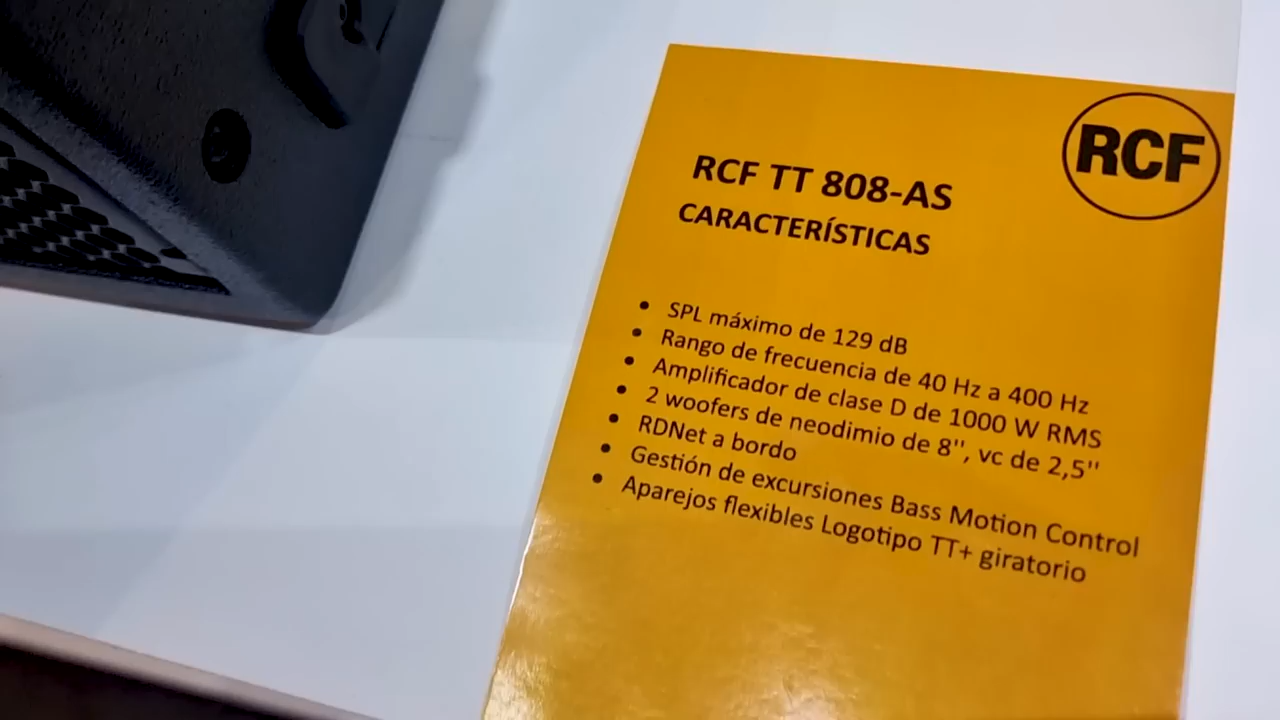 RCF
RCF TT 808-AS
CARACTERÍSTICAS
• SPL máximo de 129 dB
• Rango de frecuencia de 40 Hz a 400 Hz
• Amplificador de clase D de 1000 W RMS
• 2 woofers de neodimio de 8'', vc de 2,5''
• RDNet a bordo
• Gestión de excursiones Bass Motion Control
• Aparejos flexibles Logotipo TT+ giratorio